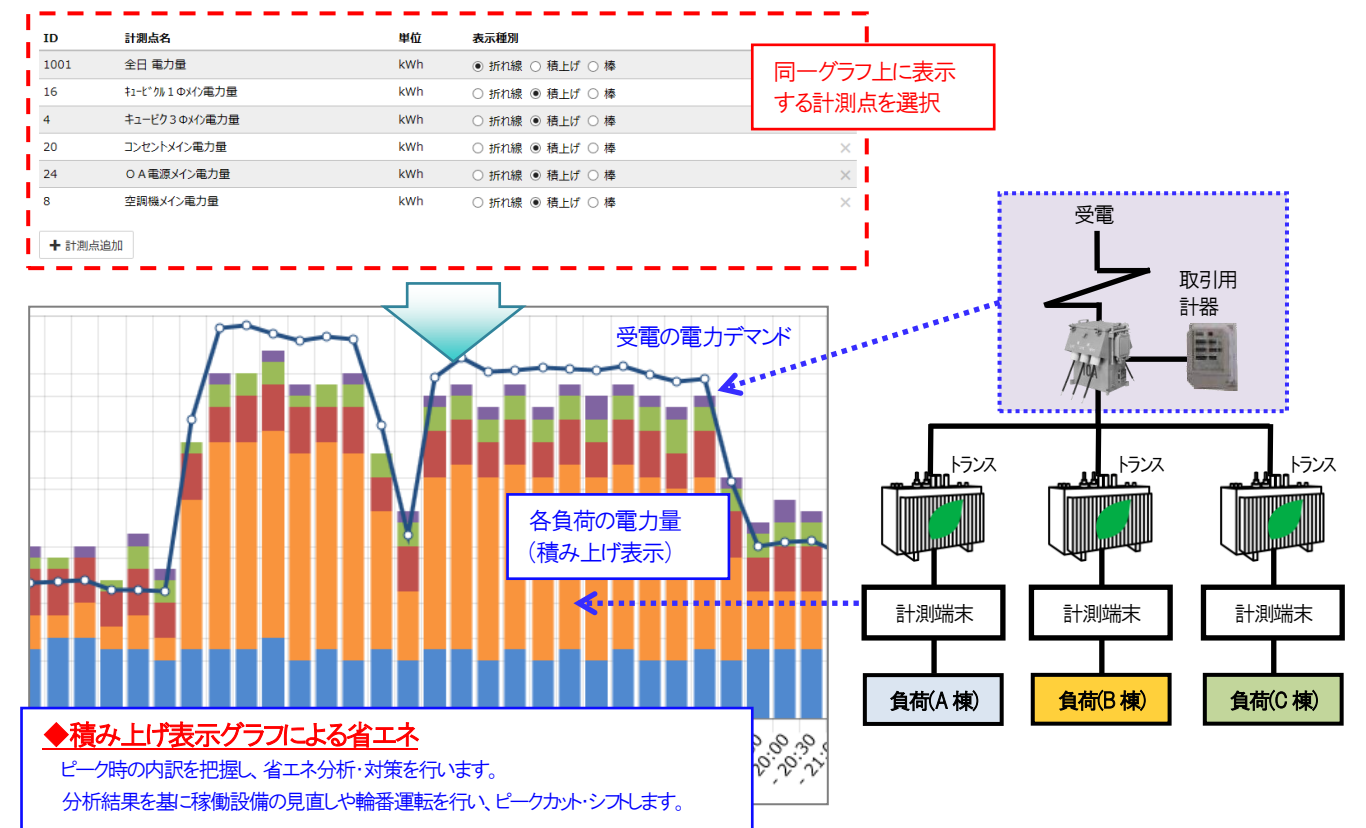 ID 計測点名 単位 表示種別
1001 全日 電力量 kWh 折れ線 積上げ 棒
16 ｷｭｰﾋﾞｸﾙ１Φﾒｲﾝ電力量 kWh 折れ線 積上げ 棒
4 キュービク３Φﾒｲﾝ電力量 kWh 折れ線 積上げ 棒
20 コンセントメイン電力量 kWh 折れ線 積上げ 棒
24 ＯＡ電源メイン電力量 kWh 折れ線 積上げ 棒
8 空調機メイン電力量 kWh 折れ線 積上げ 棒
+ 計測点追加
同一グラフ上に表示
する計測点を選択
受電
取引用
計器
受電の電力デマンド
トランス トランス トランス
各負荷の電力量
（積み上げ表示）
計測端末 計測端末 計測端末
負荷(A 棟) 負荷(B 棟) 負荷(C 棟)
20:00
- 20:30
◆積み上げ表示グラフによる省エネ
ピーク時の内訳を把握し、省エネ分析・対策を行います。
分析結果を基に稼働設備の見直しや輪番運転を行い、ピークカット・シフトします。